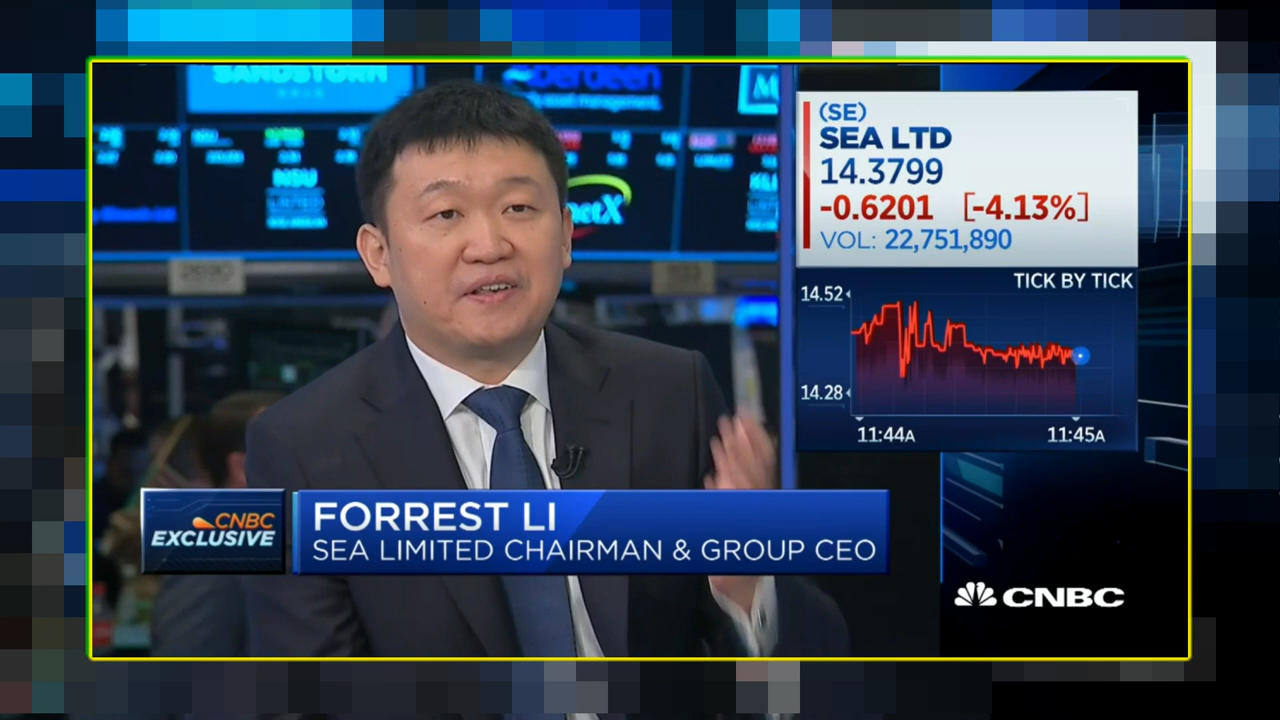 SANDSTORM
(SE)
SEA LTD
14.3799
-0.6201 [-4.13%]
VOL: 22,751,890
TICK BY TICK
14.52
14.28
11:44A
11:45A
CNBC
EXCLUSIVE
FORREST LI
SEA LIMITED CHAIRMAN & GROUP CEO
CNBC